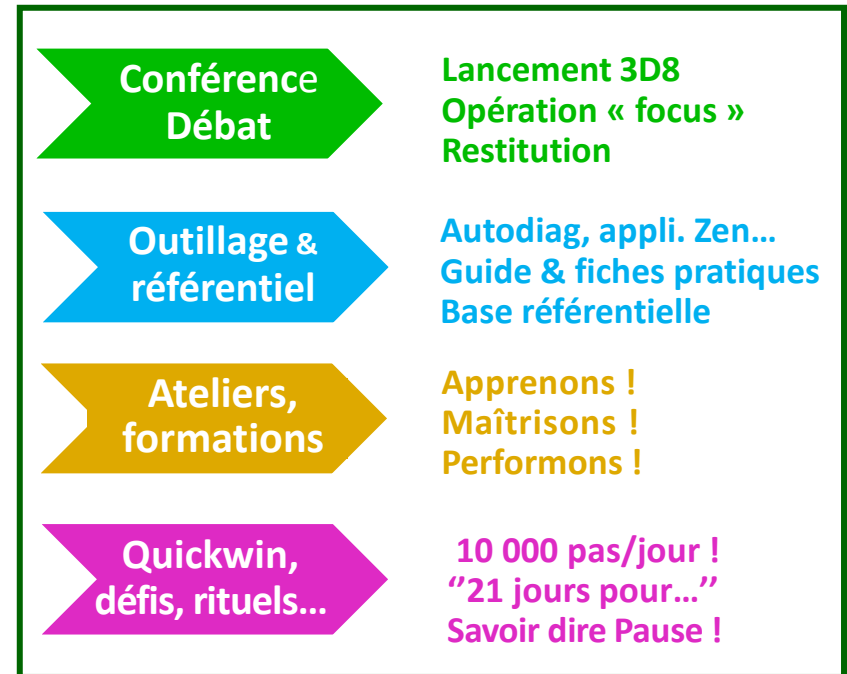 Conférence
Débat
Lancement 3D8
Opération « focus »
Restitution
Outillage &
référentiel
Autodiag, appli. Zen…
Guide & fiches pratiques
Base référentielle
Ateliers,
formations
Apprenons !
Maîtrisons !
Performons !
Quickwin,
défis, rituels…
10 000 pas/jour !
‘’21 jours pour…’’
Savoir dire Pause !